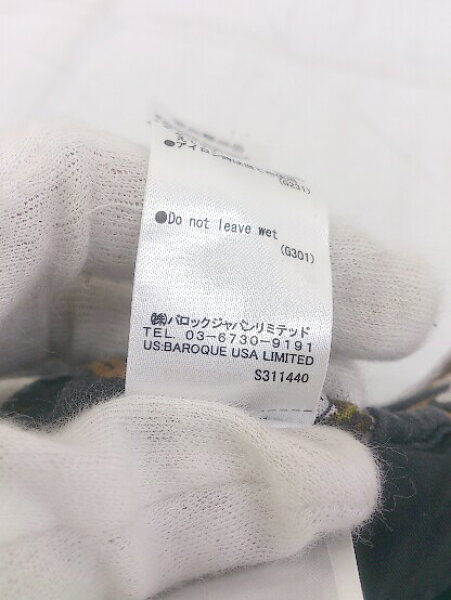 (G231)
●Do not leave wet
(G301)
㈱バロックジャパンリミテッド
TEL. 03-6730-9191
US:BAROQUE USA LIMITED
S311440